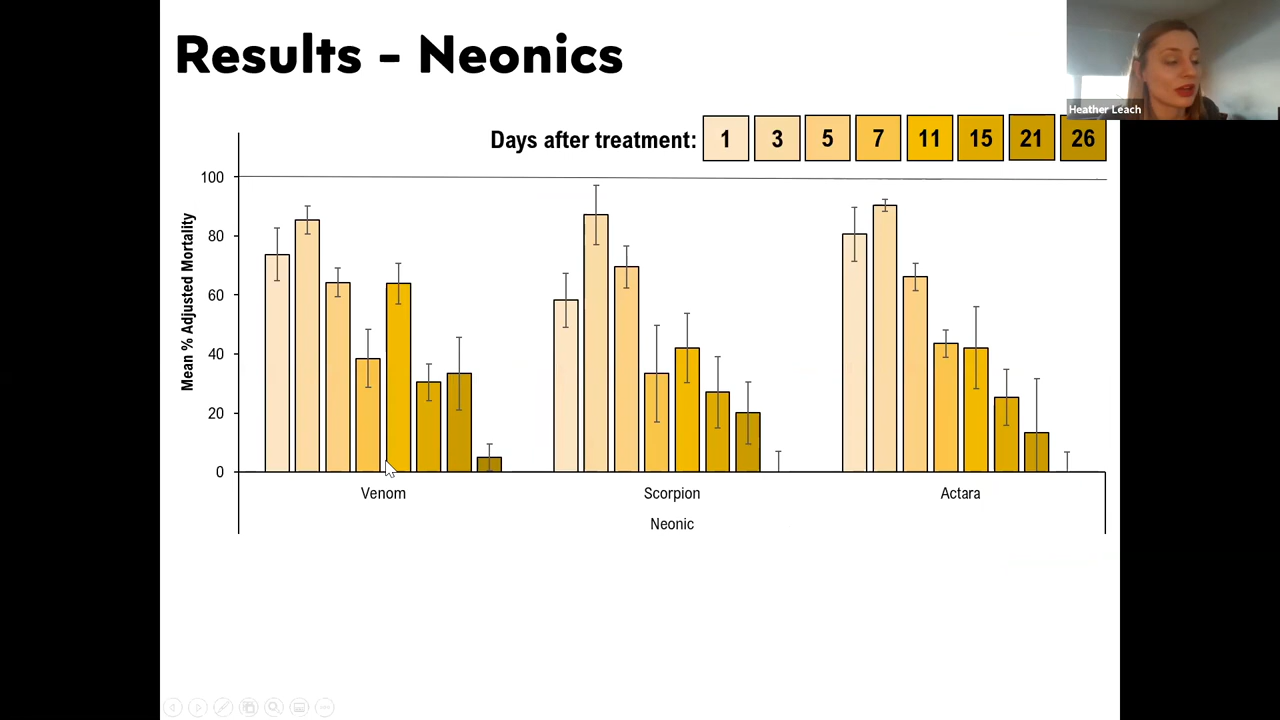 Results - Neonics
Heather Leach
Days after treatment: 1 3 5 7 11 15 21 26
Mean % Adjusted Mortality
100
80
60
40
20
0
Venom Scorpion Actara
Neonic